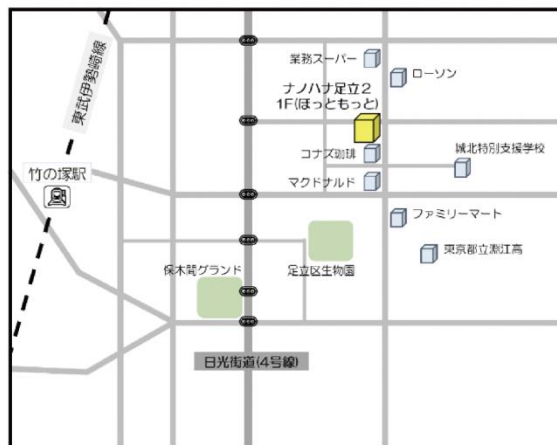 業務スーパー
ローソン
東武伊勢崎線
ナノハナ足立2
1F(ほっともっと)
コナズ珈琲
城北特別支援学校
竹の塚駅
マクドナルド
ファミリーマート
東京都立淵江高
保木間グランド
足立区生物園
日光街道(4号線)